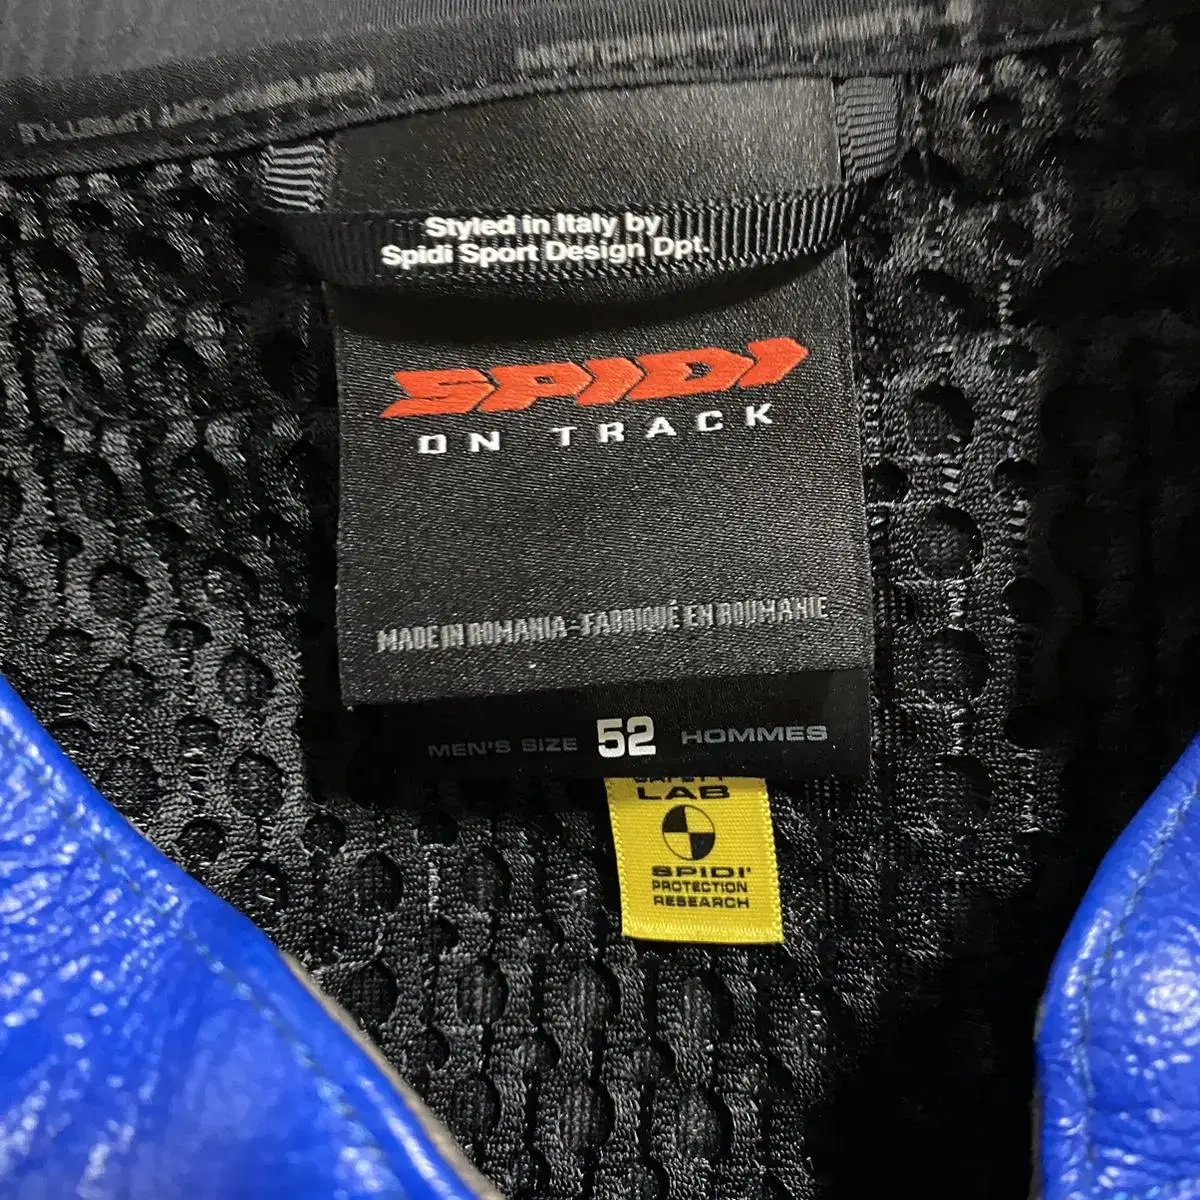 Styled in Italy by
Spidi Sport Design Dpt.
SPIDI
ON TRACK
MADE IN ROMANIA-FABRIQUÉ EN ROUMANIE
MEN'S SIZE 52 HOMMES
SAFETY
LAB
SPIDI'
PROTECTION
RESEARCH